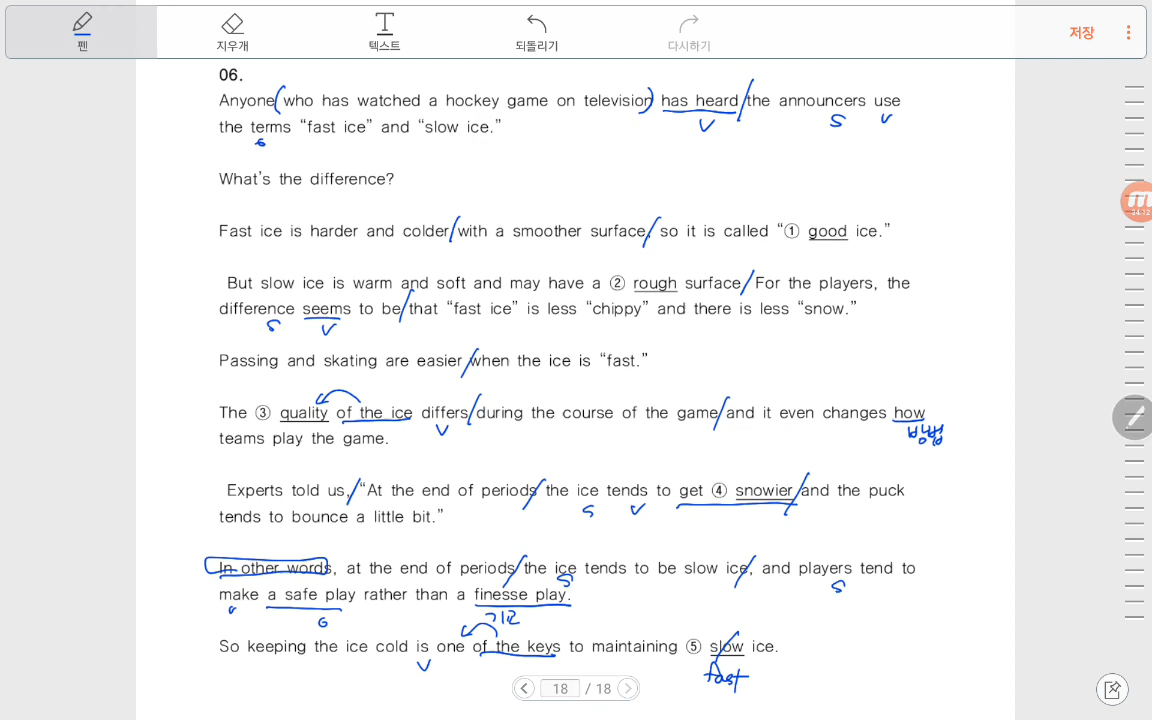 펜
지우개
텍스트
되돌리기
다시하기
저장
06.
Anyone (who has watched a hockey game on television) has heard / the announcers use
V S V
the terms “fast ice” and “slow ice.”
What's the difference?
Fast ice is harder and colder / with a smoother surface, / so it is called “① good ice.”
But slow ice is warm and soft and may have a ② rough surface / For the players, the
difference seems to be / that “fast ice” is less “chippy” and there is less “snow.”
S V
Passing and skating are easier / when the ice is “fast.”
The ③ quality of the ice differs / during the course of the game / and it even changes how
V 방법
teams play the game.
Experts told us, / “At the end of periods / the ice tends to get ④ snowier / and the puck
S V
tends to bounce a little bit.”
In other words, at the end of periods / the ice tends to be slow ice /, and players tend to
S S
make a safe play rather than a finesse play.
기교
So keeping the ice cold is one of the keys to maintaining ⑤ slow ice.
V fast
18 / 18